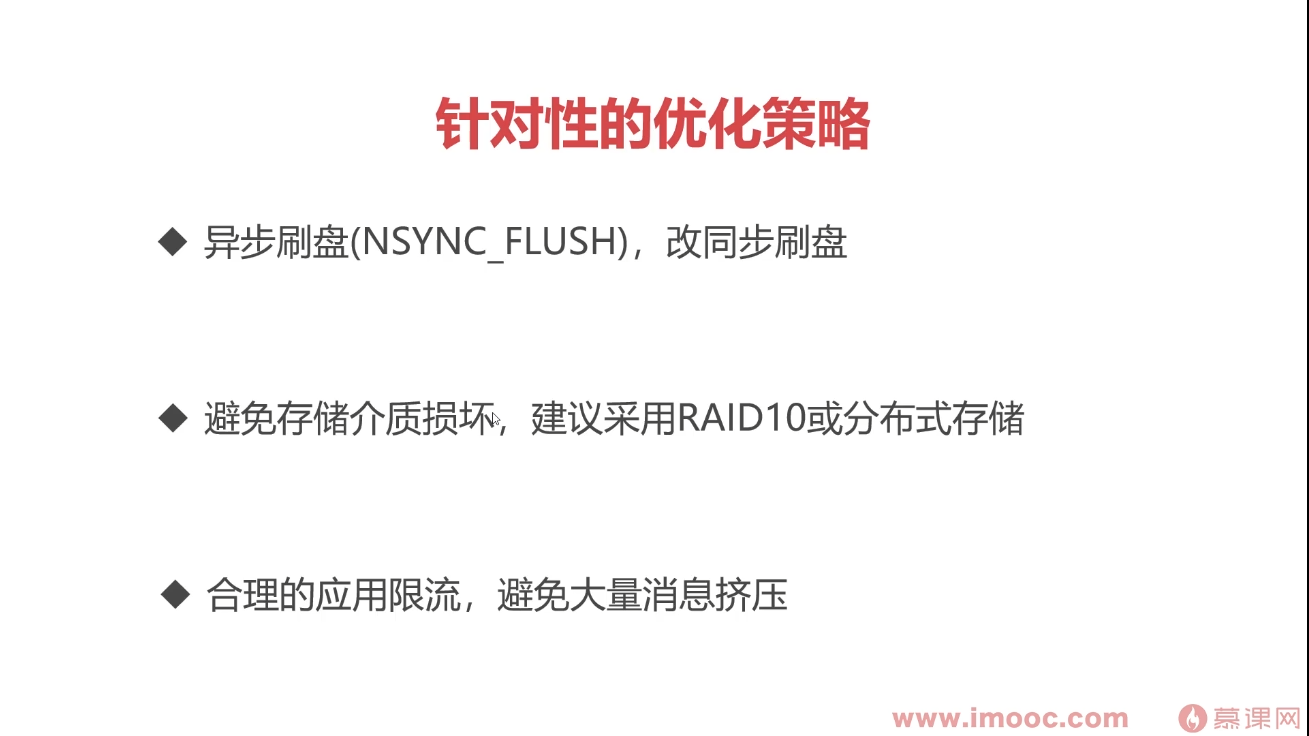 针对性的优化策略
◆ 异步刷盘(NSYNC_FLUSH)，改同步刷盘
◆ 避免存储介质损坏，建议采用RAID10或分布式存储
◆ 合理的应用限流，避免大量消息挤压
www.imooc.com 慕课网